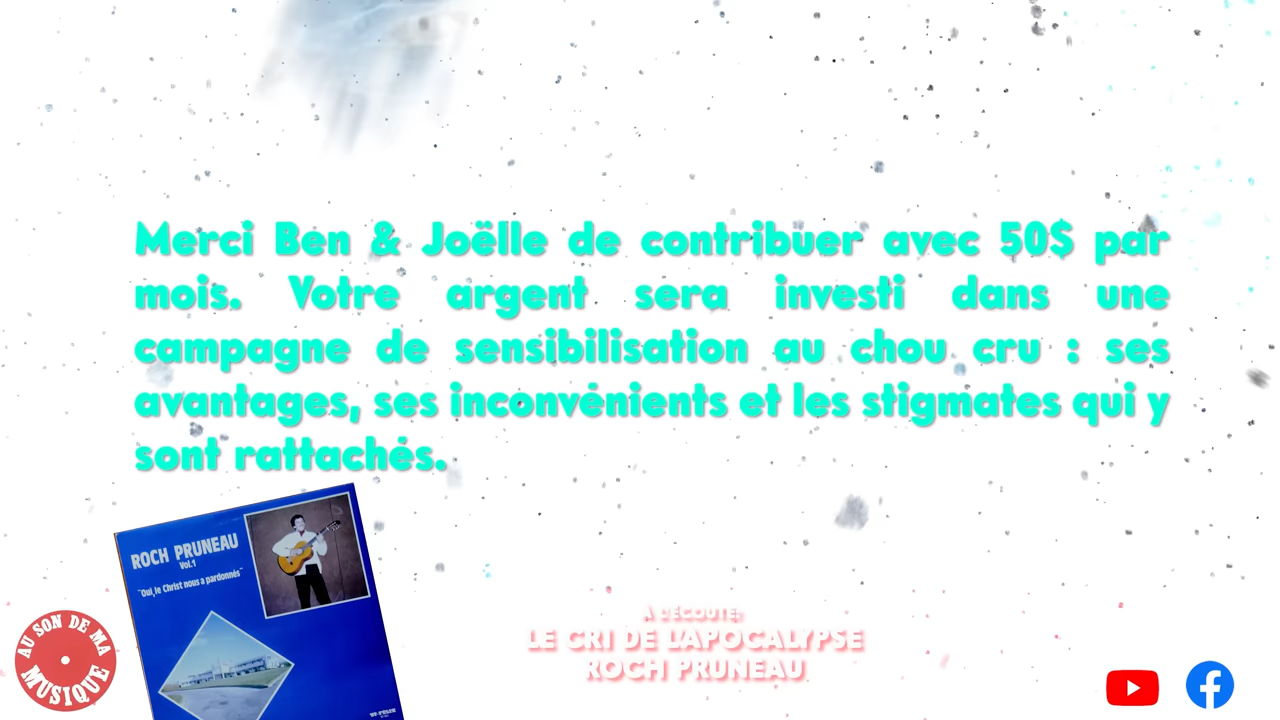 Merci Ben & Joëlle de contribuer avec 50$ par
mois. Votre argent sera investi dans une
campagne de sensibilisation au chou cru : ses
avantages, ses inconvénients et les stigmates qui y
sont rattachés.
ROCH PRUNEAU
Vol.1
"Oui, le Christ nous a pardonnés"
AU SON DE MA
MUSIQUE
À L'ÉCOUTE:
LE CRI DE L'APOCALYPSE
ROCH PRUNEAU